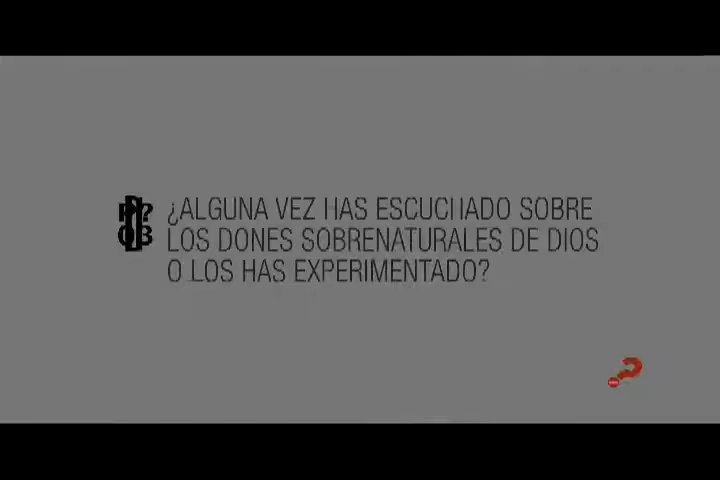 ¿ALGUNA VEZ HAS ESCUCHADO SOBRE
LOS DONES SOBRENATURALES DE DIOS
O LOS HAS EXPERIMENTADO?